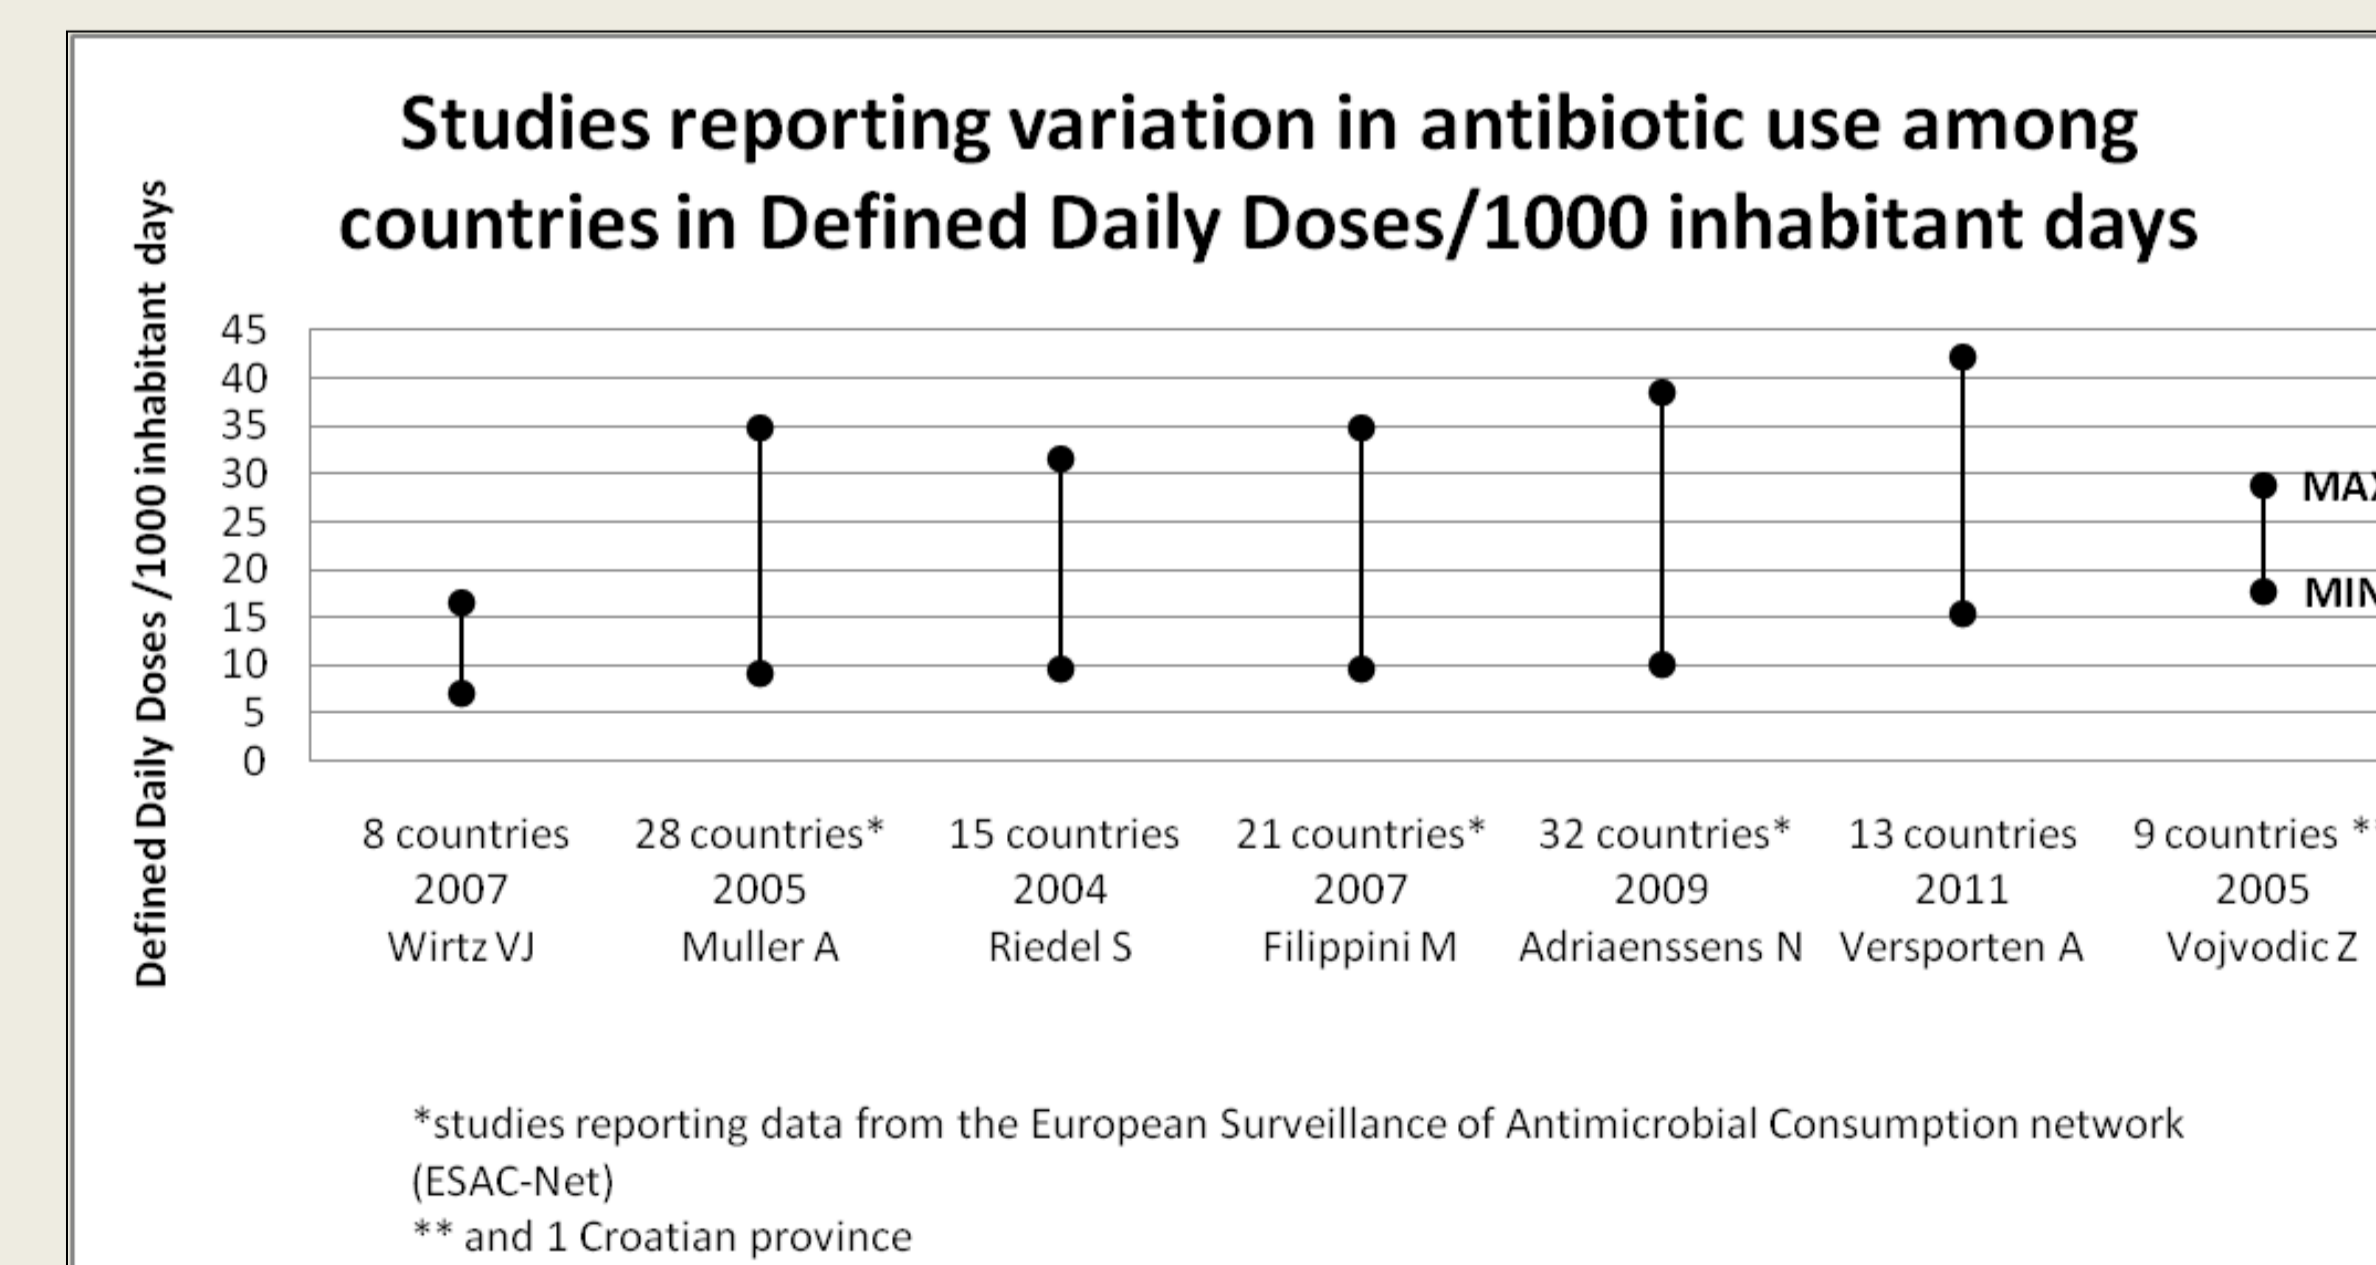 Studies reporting variation in antibiotic use among
countries in Defined Daily Doses/1000 inhabitant days
Defined Daily Doses /1000 inhabitant days
45
40
35
30
25
20
15
10
5
0
MAX
MIN
8 countries 28 countries* 15 countries 21 countries* 32 countries* 13 countries 9 countries **
2007 2005 2004 2007 2009 2011 2005
Wirtz VJ Muller A Riedel S Filippini M Adriaenssens N Versporten A Vojvodic Z
*studies reporting data from the European Surveillance of Antimicrobial Consumption network
(ESAC-Net)
** and 1 Croatian province